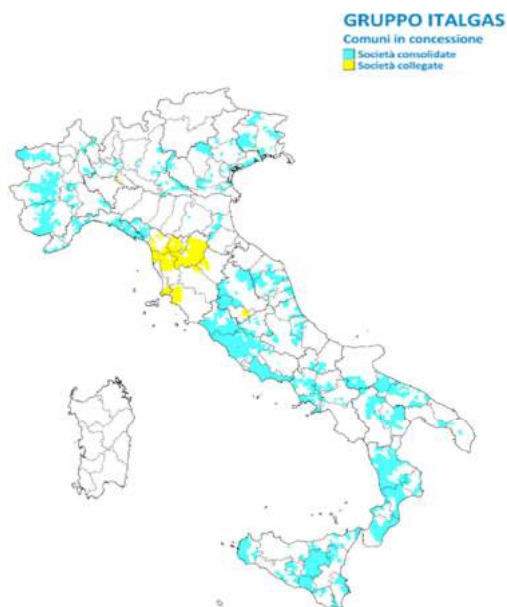 GRUPPO ITALGAS
Comuni in concessione
Società consolidate
Società collegate